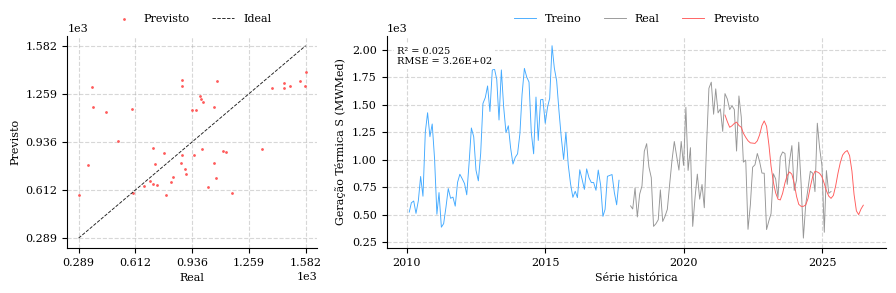 Previsto Ideal
1e3
1.582
1.259
0.936
0.612
0.289
Previsto
0.289 0.612 0.936 1.259 1.582
1e3
Real
Treino Real Previsto
1e3
R² = 0.025
RMSE = 3.26E+02
2.00
1.75
1.50
1.25
1.00
0.75
0.50
0.25
Geração Térmica S (MWMed)
2010 2015 2020 2025
Série histórica